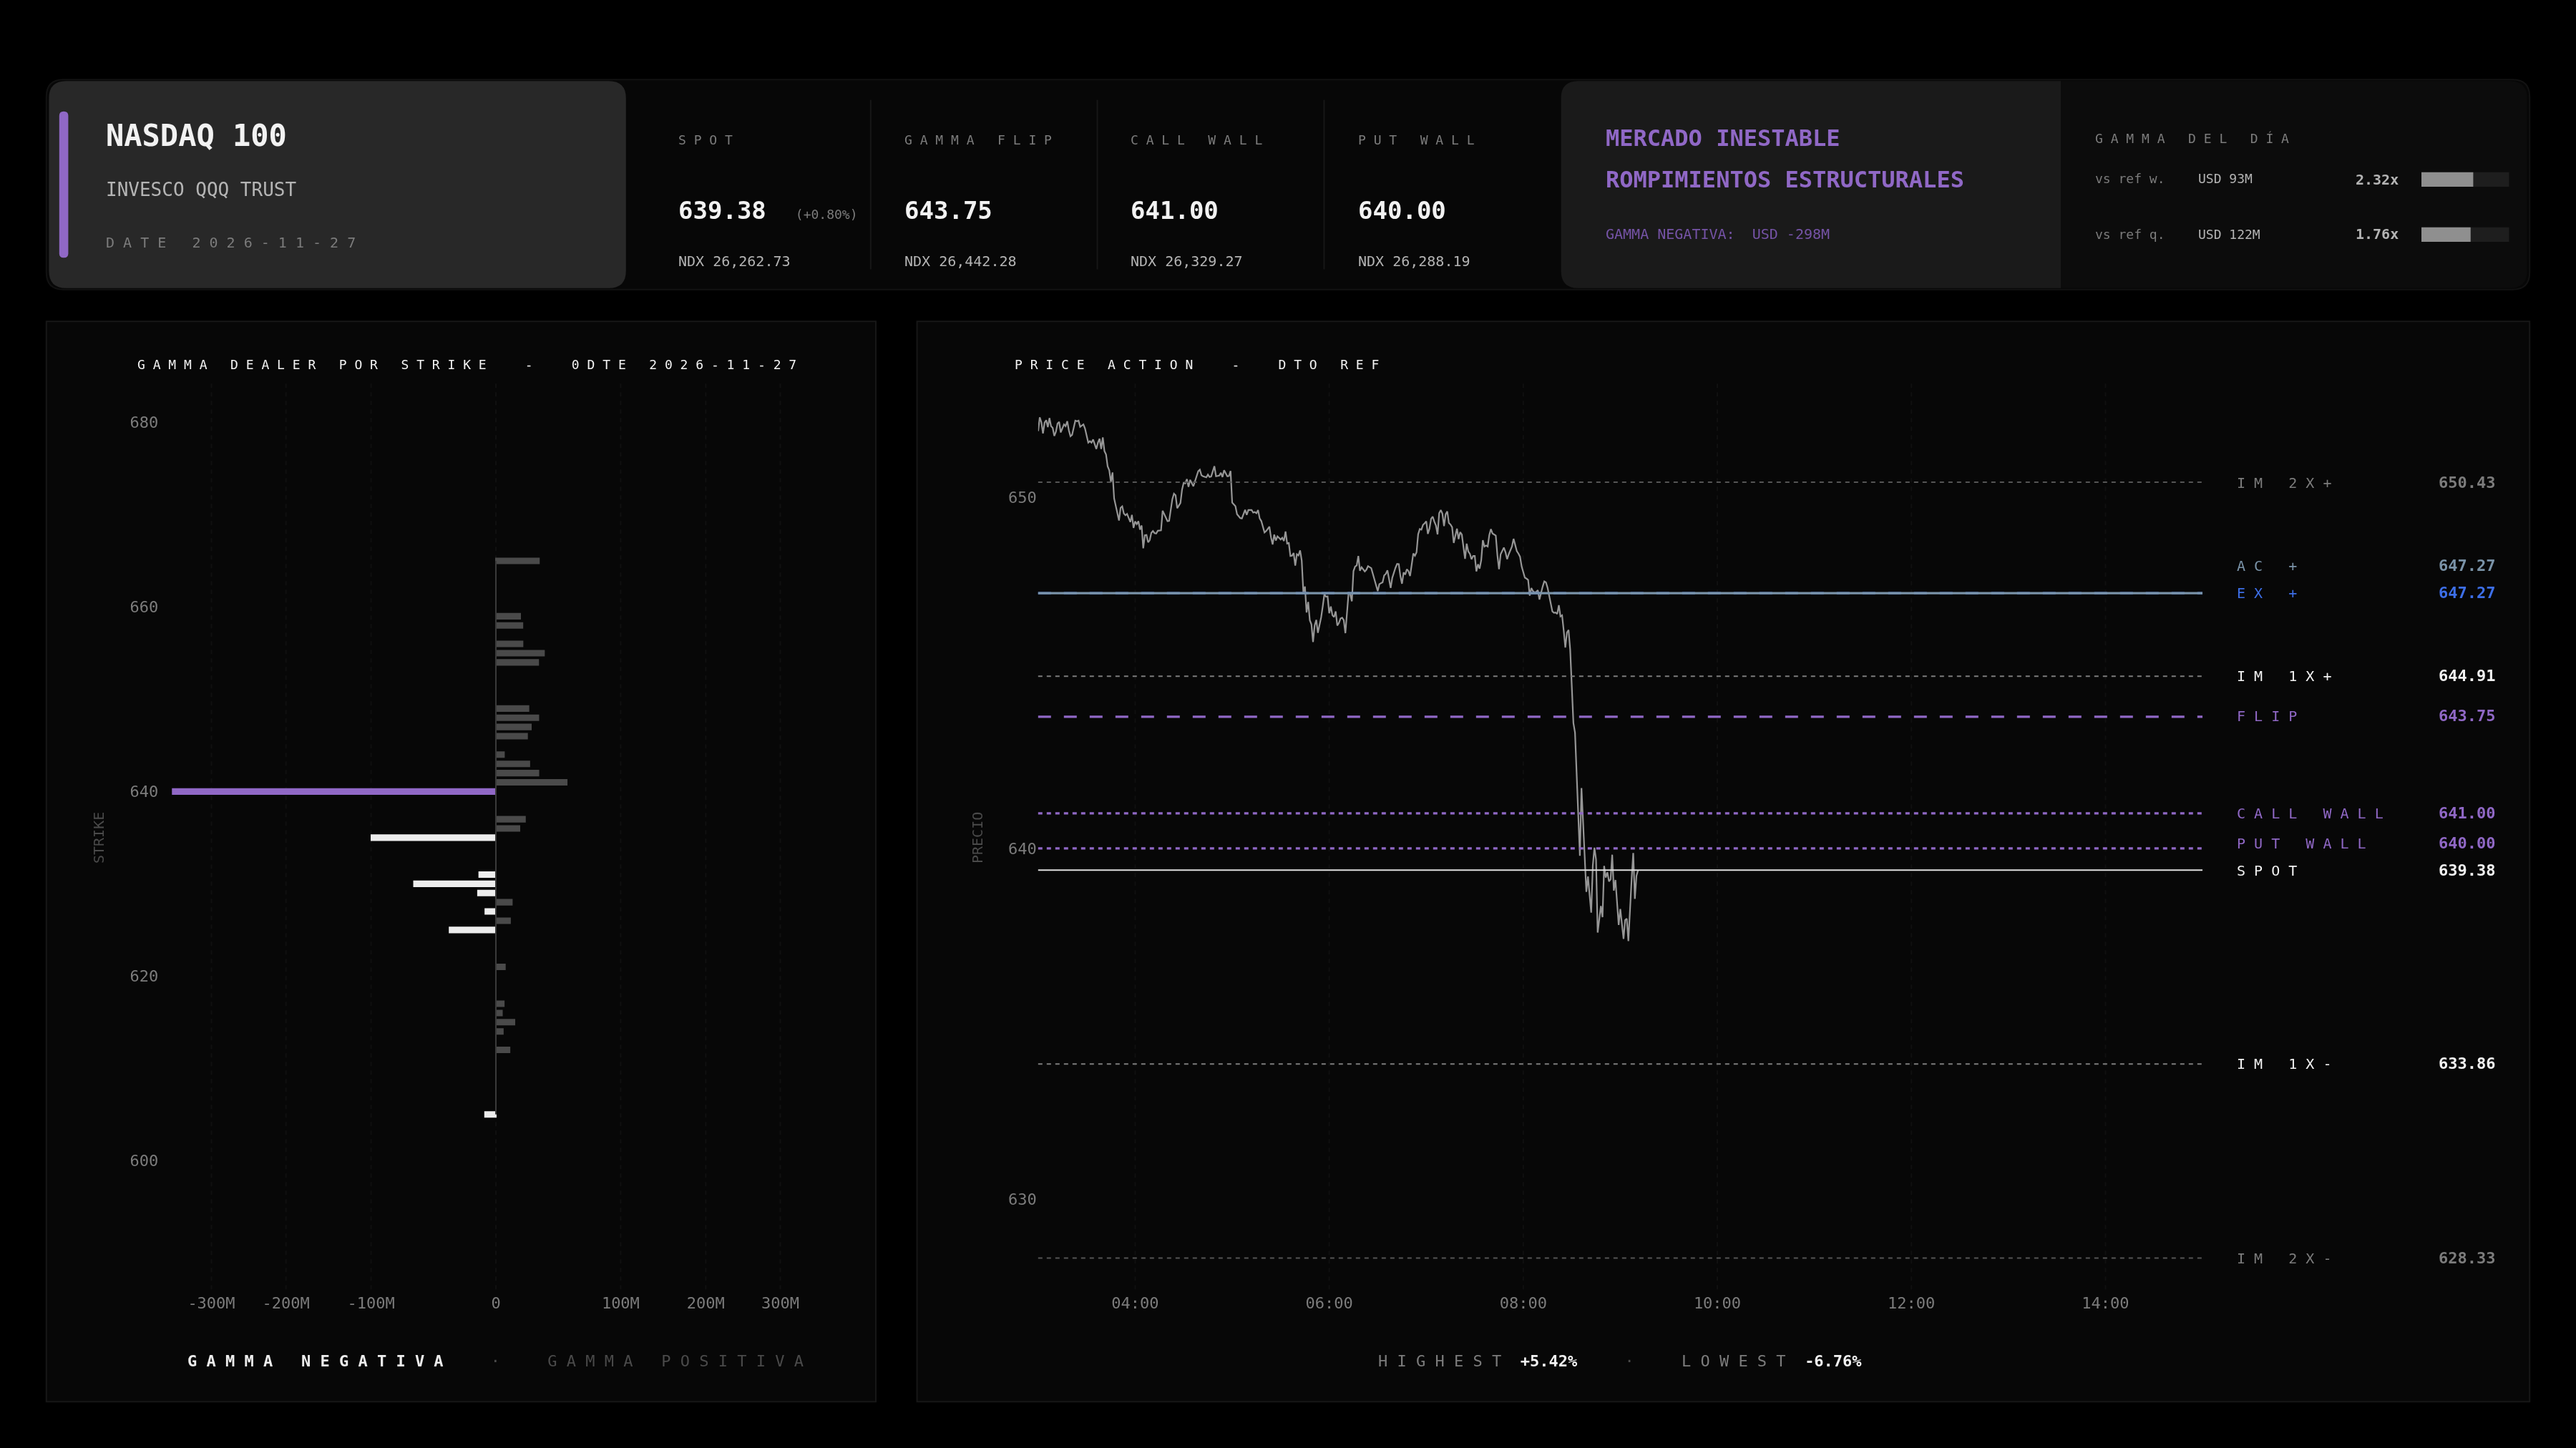 NASDAQ 100
INVESCO QQQ TRUST
DATE 2026-11-27
SPOT
639.38 (+0.80%)
NDX 26,262.73
GAMMA FLIP
643.75
NDX 26,442.28
CALL WALL
641.00
NDX 26,329.27
PUT WALL
640.00
NDX 26,288.19
MERCADO INESTABLE
ROMPIMIENTOS ESTRUCTURALES
GAMMA NEGATIVA: USD -298M
GAMMA DEL DÍA
vs ref w. USD 93M 2.32x
vs ref q. USD 122M 1.76x
GAMMA DEALER POR STRIKE - 0DTE 2026-11-27
STRIKE
680
660
640
620
600
-300M -200M -100M 0 100M 200M 300M
GAMMA NEGATIVA · GAMMA POSITIVA
PRICE ACTION - DTO REF
PRECIO
650
640
630
IM 2X+ 650.43
AC + 647.27
EX + 647.27
IM 1X+ 644.91
FLIP 643.75
CALL WALL 641.00
PUT WALL 640.00
SPOT 639.38
IM 1X- 633.86
IM 2X- 628.33
04:00 06:00 08:00 10:00 12:00 14:00
HIGHEST +5.42% · LOWEST -6.76%